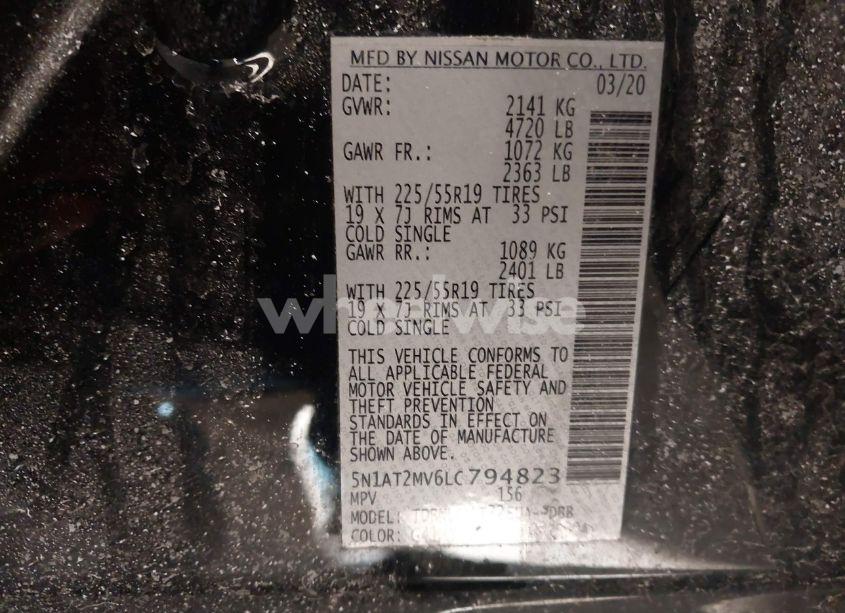 MFD BY NISSAN MOTOR CO., LTD.
DATE: 03/20
GVWR: 2141 KG
4720 LB
GAWR FR.: 1072 KG
2363 LB
WITH 225/55R19 TIRES
19 X 7J RIMS AT 33 PSI
COLD SINGLE
GAWR RR.: 1089 KG
2401 LB
WITH 225/55R19 TIRES
19 X 7J RIMS AT 33 PSI
COLD SINGLE
wheelwise
THIS VEHICLE CONFORMS TO
ALL APPLICABLE FEDERAL
MOTOR VEHICLE SAFETY AND
THEFT PREVENTION
STANDARDS IN EFFECT ON
THE DATE OF MANUFACTURE
SHOWN ABOVE.
5N1AT2MV6LC794823
MPV 156
MODEL:
COLOR: